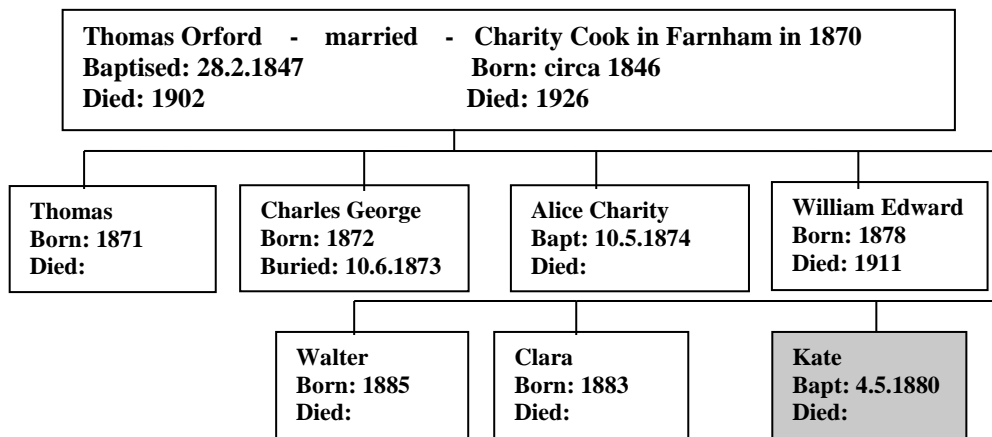 Thomas Orford - married - Charity Cook in Farnham in 1870
Baptised: 28.2.1847 Born: circa 1846
Died: 1902 Died: 1926
Thomas
Born: 1871
Died:
Charles George
Born: 1872
Buried: 10.6.1873
Alice Charity
Bapt: 10.5.1874
Died:
William Edward
Born: 1878
Died: 1911
Walter
Born: 1885
Died:
Clara
Born: 1883
Died:
Kate
Bapt: 4.5.1880
Died: